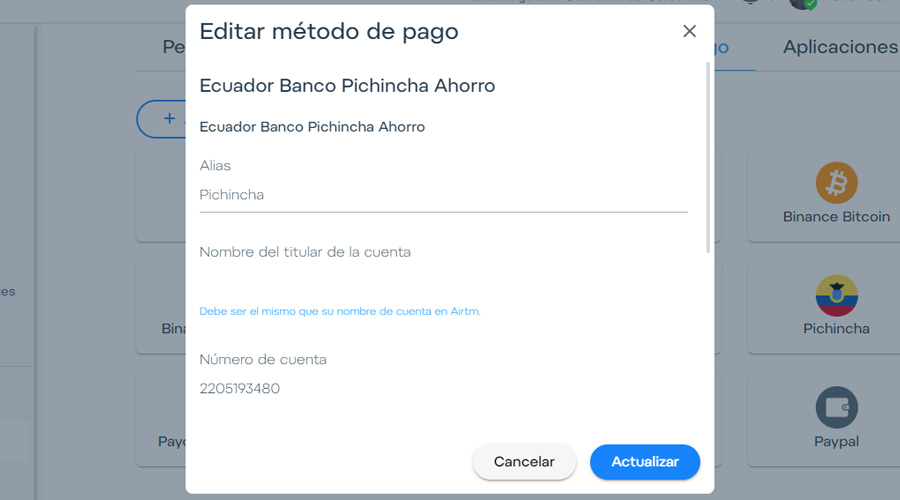 Editar método de pago
Pe
go
Aplicaciones
Ecuador Banco Pichincha Ahorro
Ecuador Banco Pichincha Ahorro
+
Alias
Pichincha
Binance Bitcoin
Nombre del titular de la cuenta
les
Debe ser el mismo que su nombre de cuenta en Airtm.
Bina
Pichincha
Número de cuenta
2205193480
Payo
Paypal
Cancelar
Actualizar